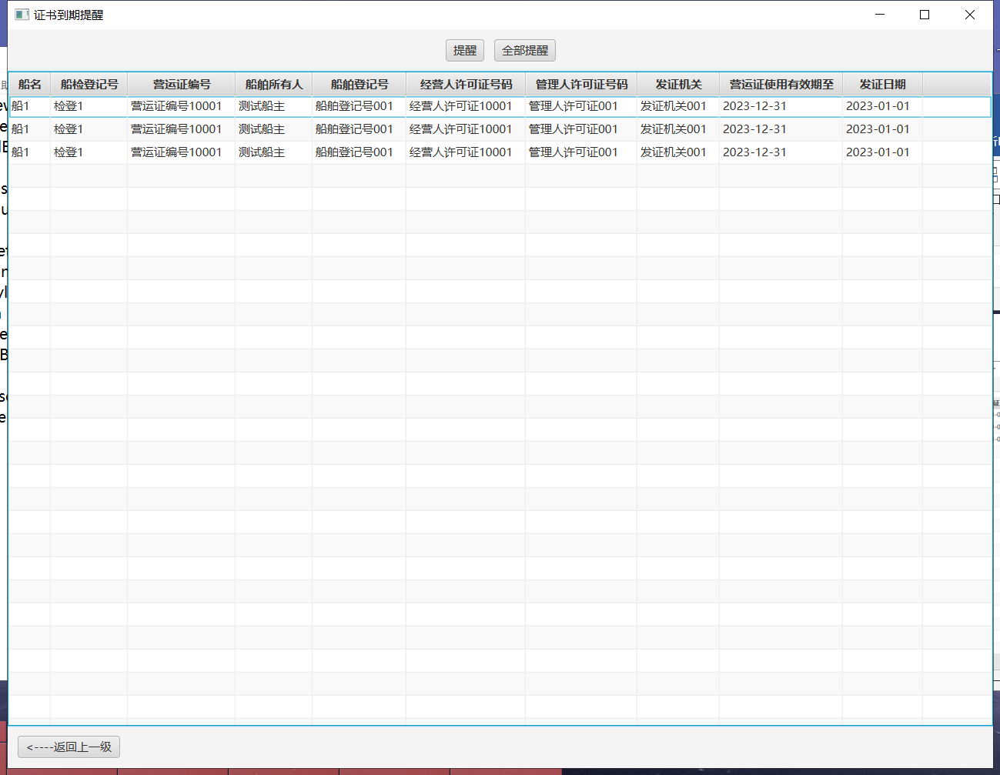 证书到期提醒
提醒 全部提醒
船名 船检登记号 营运证编号 船舶所有人 船舶登记号 经营人许可证号码 管理人许可证号码 发证机关 营运证使用有效期至 发证日期
船1 检登1 营运证编号10001 测试船主 船舶登记号001 经营人许可证10001 管理人许可证001 发证机关001 2023-12-31 2023-01-01
船1 检登1 营运证编号10001 测试船主 船舶登记号001 经营人许可证10001 管理人许可证001 发证机关001 2023-12-31 2023-01-01
船1 检登1 营运证编号10001 测试船主 船舶登记号001 经营人许可证10001 管理人许可证001 发证机关001 2023-12-31 2023-01-01
<----返回上一级